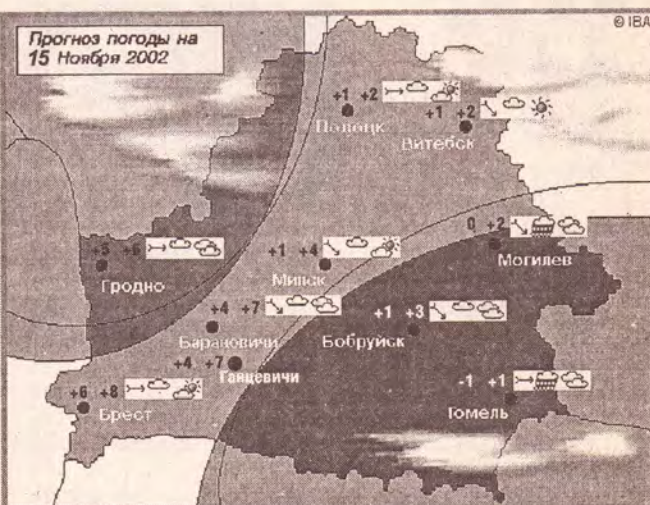 © IBA
Прогноз погоды на
15 Ноября 2002
+1 +2
Полоцк
+1 +2
Витебск
0 +2
Могилев
+5 +6
Гродно
+1 +4
Минск
+4 +7
Барановичи
+1 +3
Бобруйск
+4 +7
Ганцевичи
+6 +8
Брест
-1 +1
Гомель